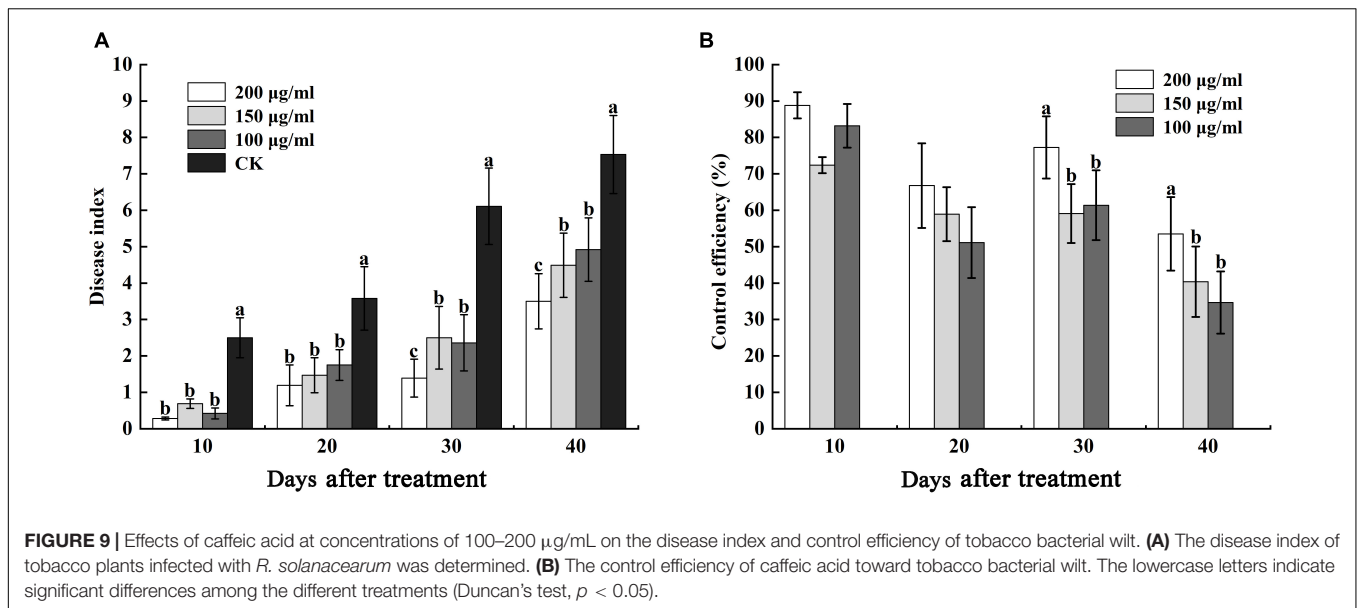 A
Disease index
10
9
8
7
6
5
4
3
2
1
0
200 μg/ml
150 μg/ml
100 μg/ml
CK
b b b a
b b b a
c b b a
c b b a
10 20 30 40
Days after treatment
B
Control efficiency (%)
100
90
80
70
60
50
40
30
20
10
0
200 μg/ml
150 μg/ml
100 μg/ml
a b b
a b b
10 20 30 40
Days after treatment
FIGURE 9 | Effects of caffeic acid at concentrations of 100–200 μg/mL on the disease index and control efficiency of tobacco bacterial wilt. (A) The disease index of
tobacco plants infected with R. solanacearum was determined. (B) The control efficiency of caffeic acid toward tobacco bacterial wilt. The lowercase letters indicate
significant differences among the different treatments (Duncan's test, p < 0.05).